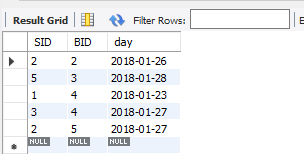 Result Grid Filter Rows: E
SID BID day
2 2 2018-01-26
5 3 2018-01-28
1 4 2018-01-23
3 4 2018-01-27
2 5 2018-01-27
NULL NULL NULL